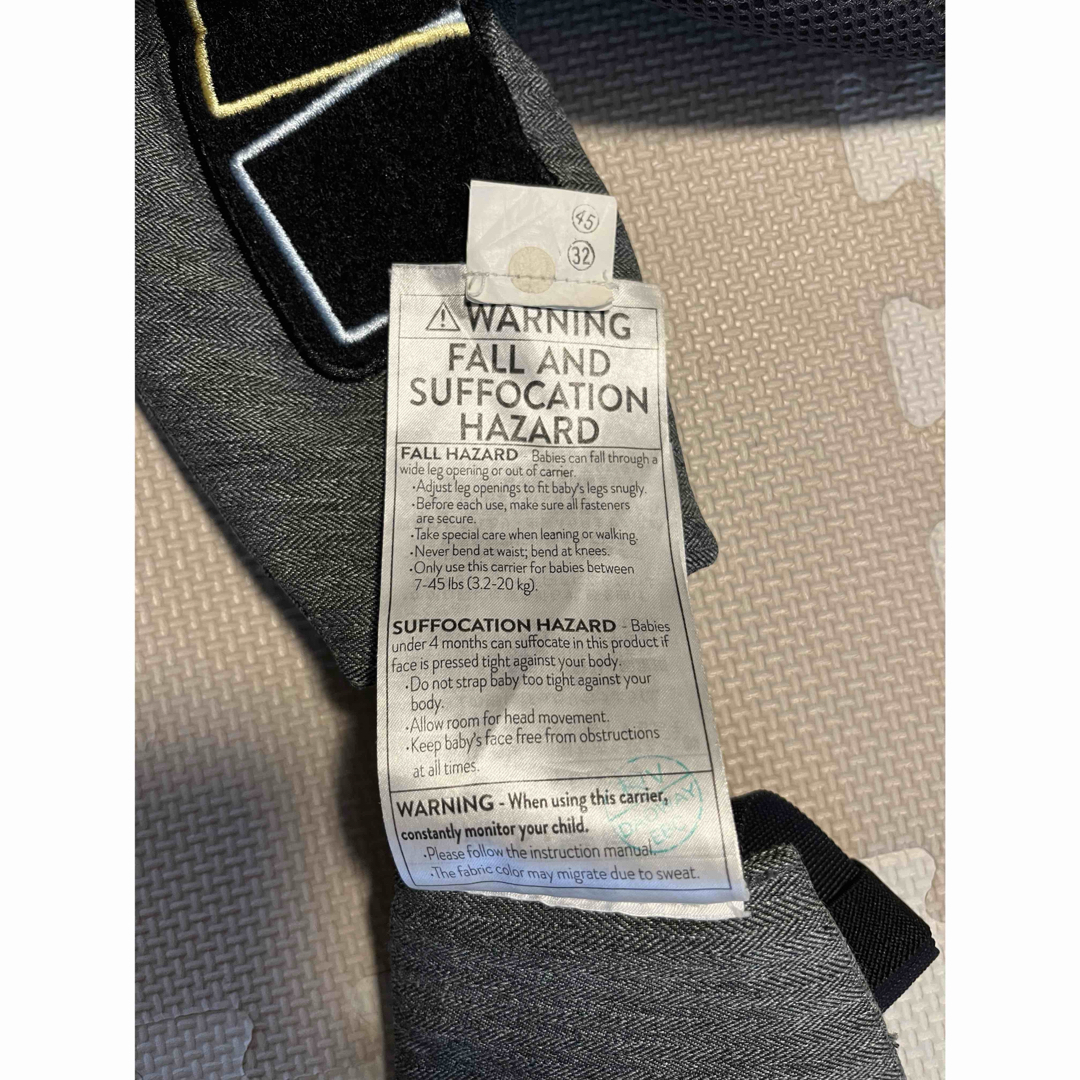 45
32
WARNING
FALL AND
SUFFOCATION
HAZARD
FALL HAZARD - Babies can fall through a
wide leg opening or out of carrier.
·Adjust leg openings to fit baby's legs snugly.
·Before each use, make sure all fasteners
are secure.
·Take special care when leaning or walking.
·Never bend at waist; bend at knees.
·Only use this carrier for babies between
7-45 lbs (3.2-20 kg).
SUFFOCATION HAZARD - Babies
under 4 months can suffocate in this product if
face is pressed tight against your body.
·Do not strap baby too tight against your
body.
·Allow room for head movement.
·Keep baby's face free from obstructions
at all times.
WARNING - When using this carrier,
constantly monitor your child.
·Please follow the instruction manual.
·The fabric color may migrate due to sweat.